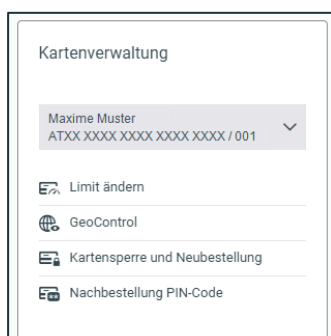 Kartenverwaltung
Maxime Muster
ATXX XXXX XXXX XXXX XXXX / 001
Limit ändern
GeoControl
Kartensperre und Neubestellung
Nachbestellung PIN-Code